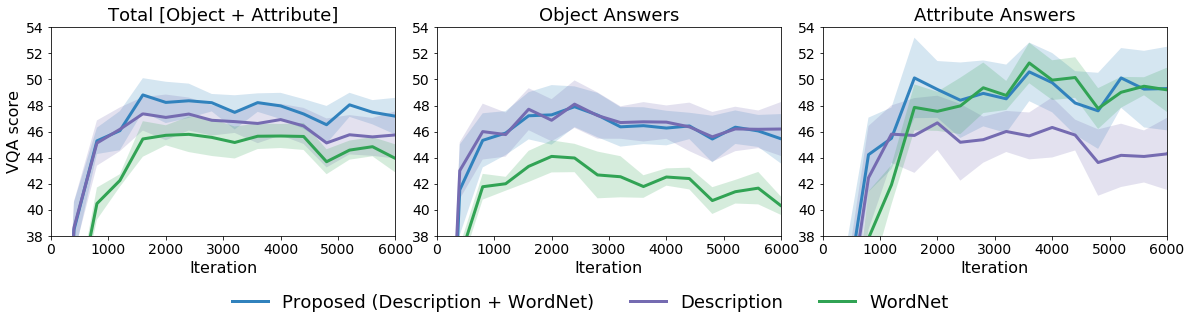 Total [Object + Attribute]
Object Answers
Attribute Answers
VQA score
54
52
50
48
46
44
42
40
38
0 1000 2000 3000 4000 5000 6000
Iteration
54
52
50
48
46
44
42
40
38
0 1000 2000 3000 4000 5000 6000
Iteration
54
52
50
48
46
44
42
40
38
0 1000 2000 3000 4000 5000 6000
Iteration
Proposed (Description + WordNet) Description WordNet